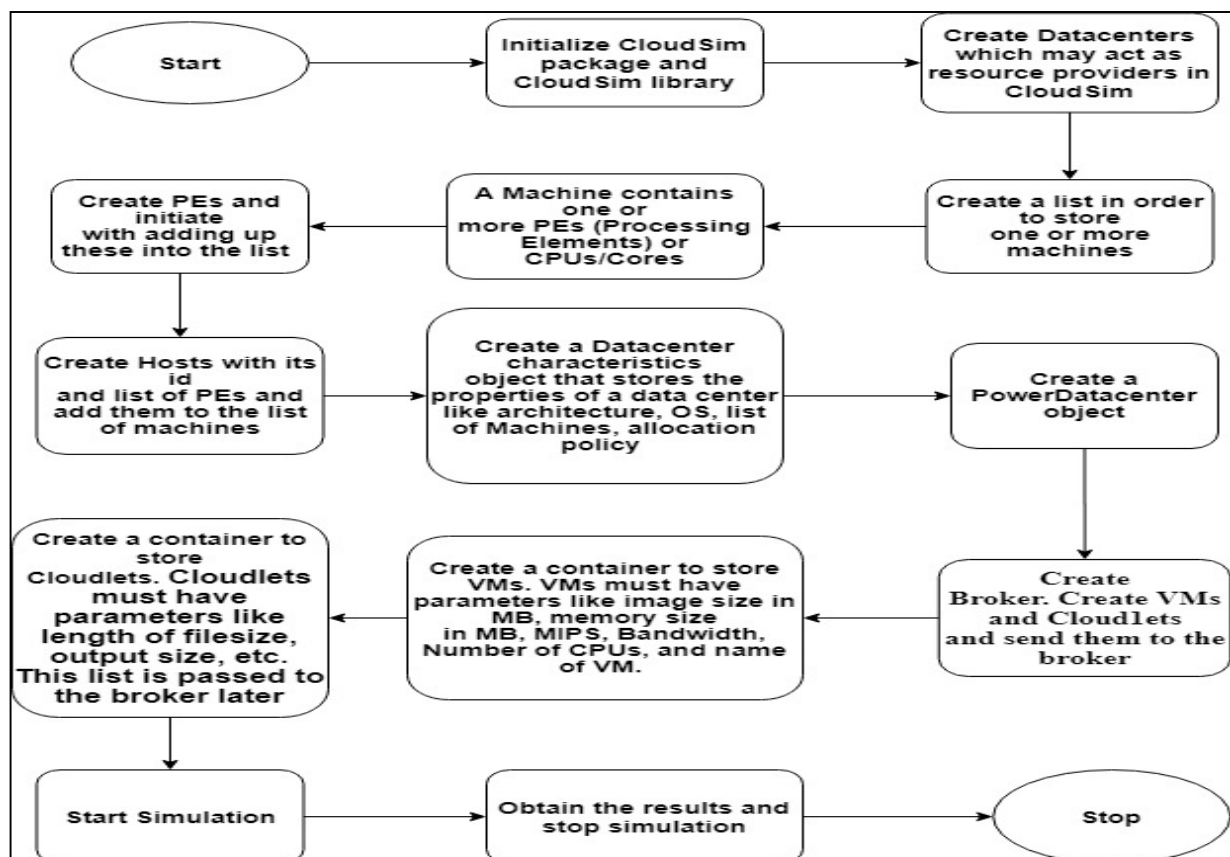 Start
Initialize CloudSim
package and
CloudSim library
Create Datacenters
which may act as
resource providers in
CloudSim
Create a list in order
to store
one or more
machines
A Machine contains
one or
more PEs (Processing
Elements) or
CPUs/Cores
Create PEs and
initiate
with adding up
these into the list
Create Hosts with its
id
and list of PEs and
add them to the list
of machines
Create a Datacenter
characteristics
object that stores the
properties of a data center
like architecture, OS, list
of Machines, allocation
policy
Create a
PowerDatacenter
object
Create
Broker. Create VMs
and Cloudlets
and send them to the
broker
Create a container to store
VMs. VMs must have
parameters like image size in
MB, memory size
in MB, MIPS, Bandwidth,
Number of CPUs, and name
of VM.
Create a container to
store
Cloudlets. Cloudlets
must have
parameters like
length of filesize,
output size, etc.
This list is passed to
the broker later
Start Simulation
Obtain the results and
stop simulation
Stop